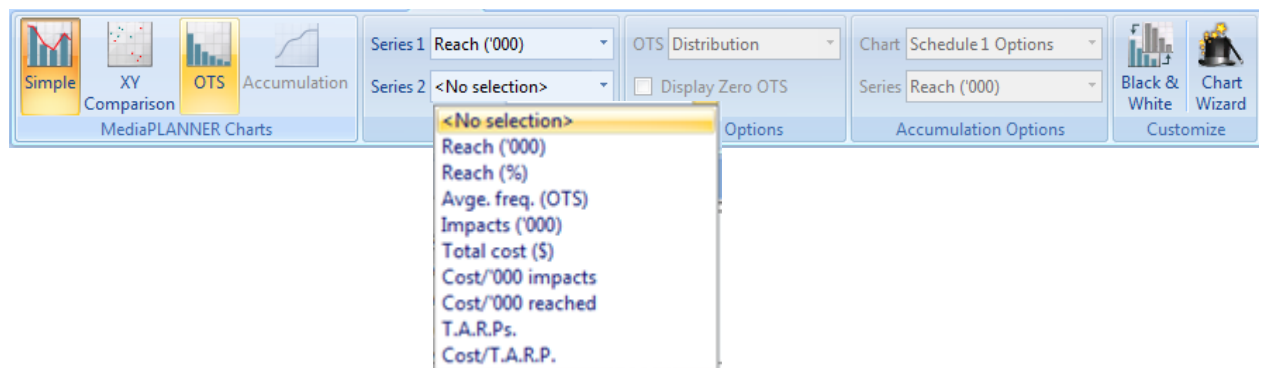 Simple
XY Comparison
OTS
Accumulation
MediaPLANNER Charts
Series 1 Reach ('000)
Series 2 <No selection>
<No selection>
Reach ('000)
Reach (%)
Avge. freq. (OTS)
Impacts ('000)
Total cost ($)
Cost/'000 impacts
Cost/'000 reached
T.A.R.Ps.
Cost/T.A.R.P.
OTS Distribution
Display Zero OTS
Options
Chart Schedule 1 Options
Series Reach ('000)
Accumulation Options
Black & White
Chart Wizard
Customize